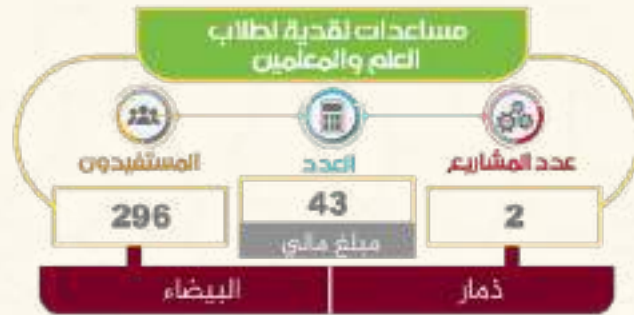 مساعدات نقدية لطلاب
العلم والمعلمين
عدد المشاريع
العدد
المستفيدون
2
43
296
مبلغ مالي
ذمار
البيضاء